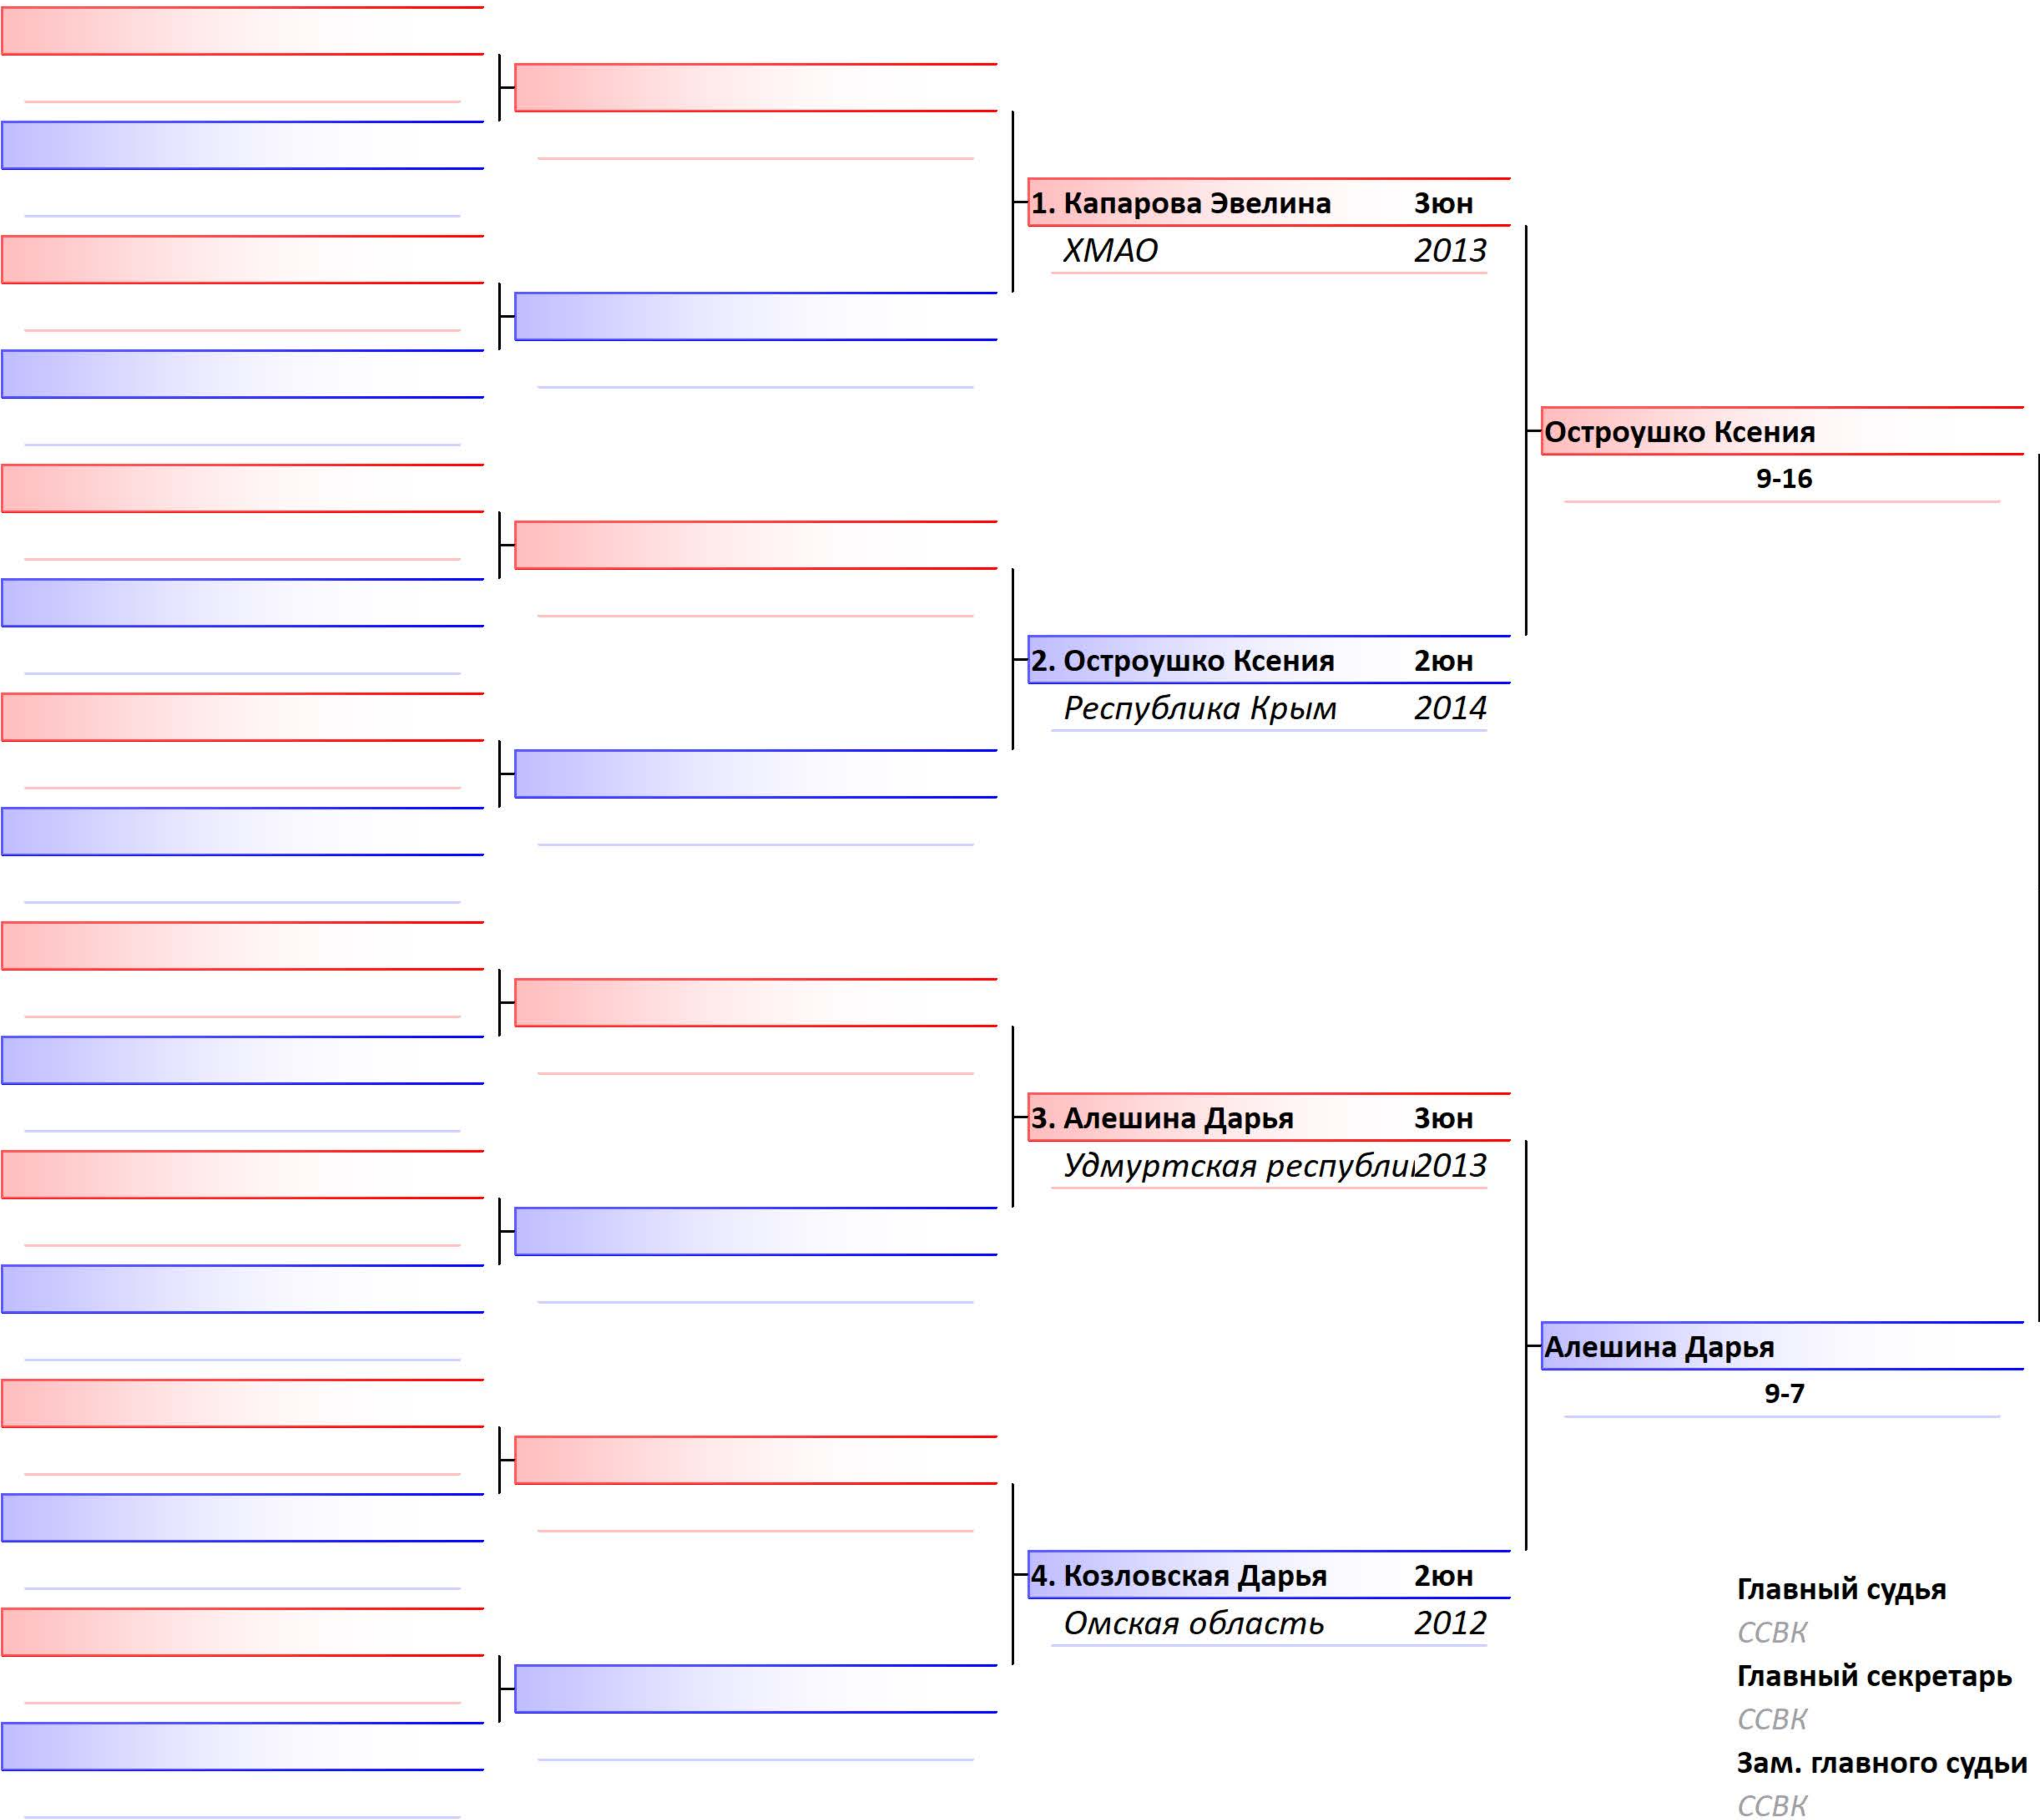 1. Капарова Эвелина 3юн
ХМАО 2013
Остроушко Ксения
9-16
2. Остроушко Ксения 2юн
Республика Крым 2014
3. Алешина Дарья 3юн
Удмуртская республи 2013
Алешина Дарья
9-7
4. Козловская Дарья 2юн
Омская область 2012
Главный судья
ССВК
Главный секретарь
ССВК
Зам. главного судьи
ССВК